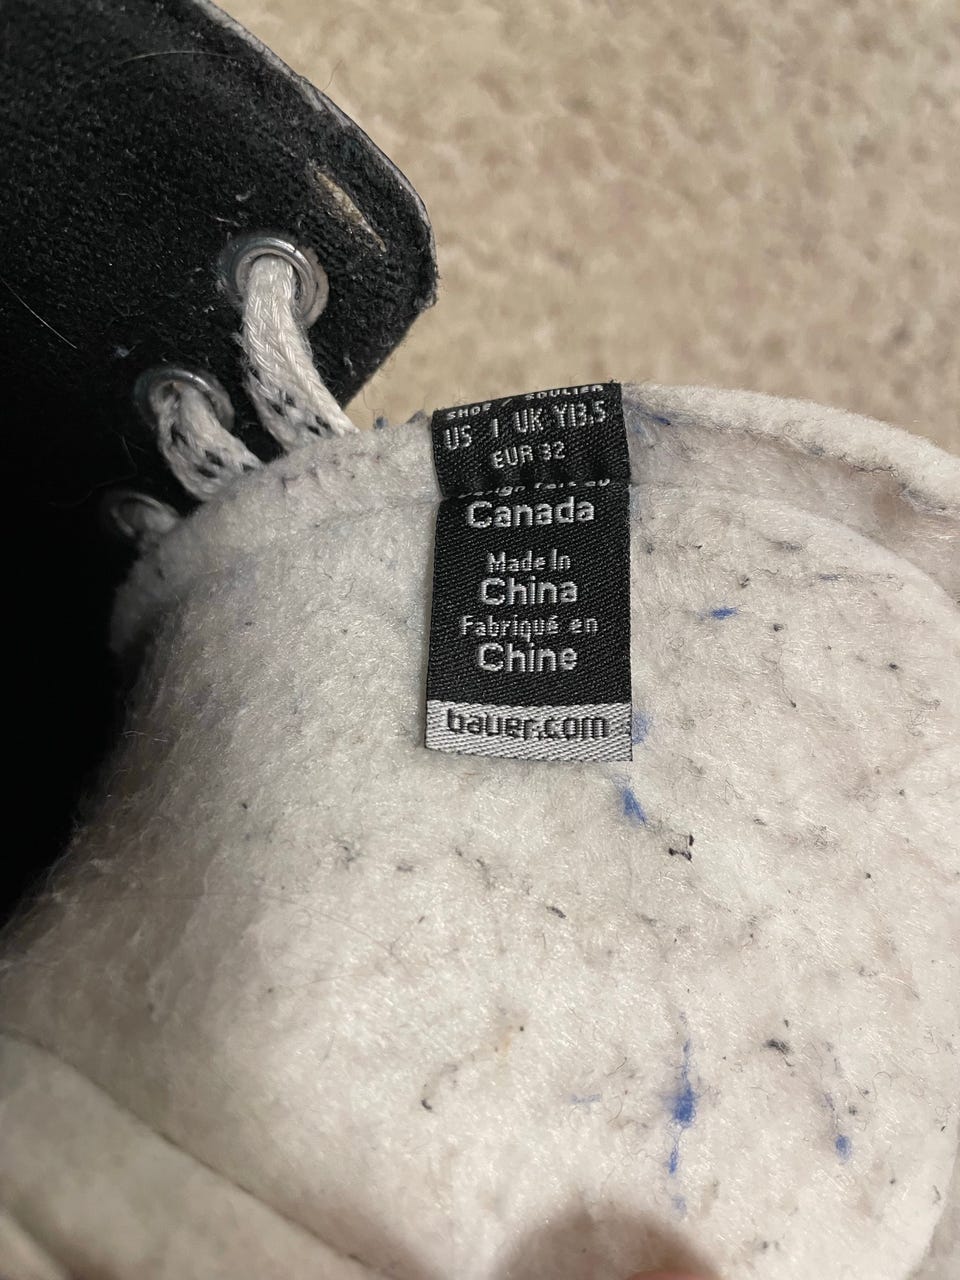 SHOE / SOULIER
US 1 UK Y13.5
EUR 32
Canada
Made In
China
Fabriqué en
Chine
bauer.com